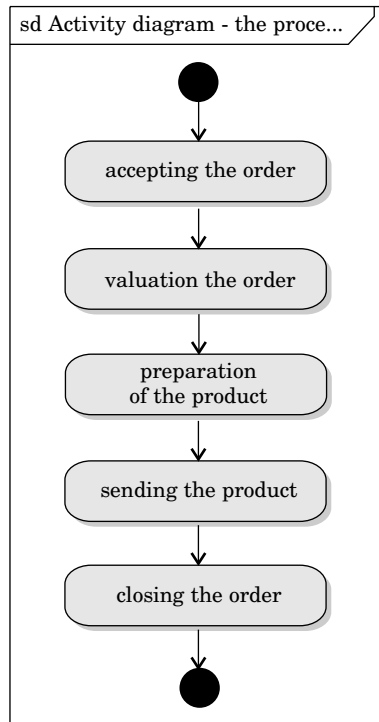 sd Activity diagram - the proce...
accepting the order
valuation the order
preparation
of the product
sending the product
closing the order